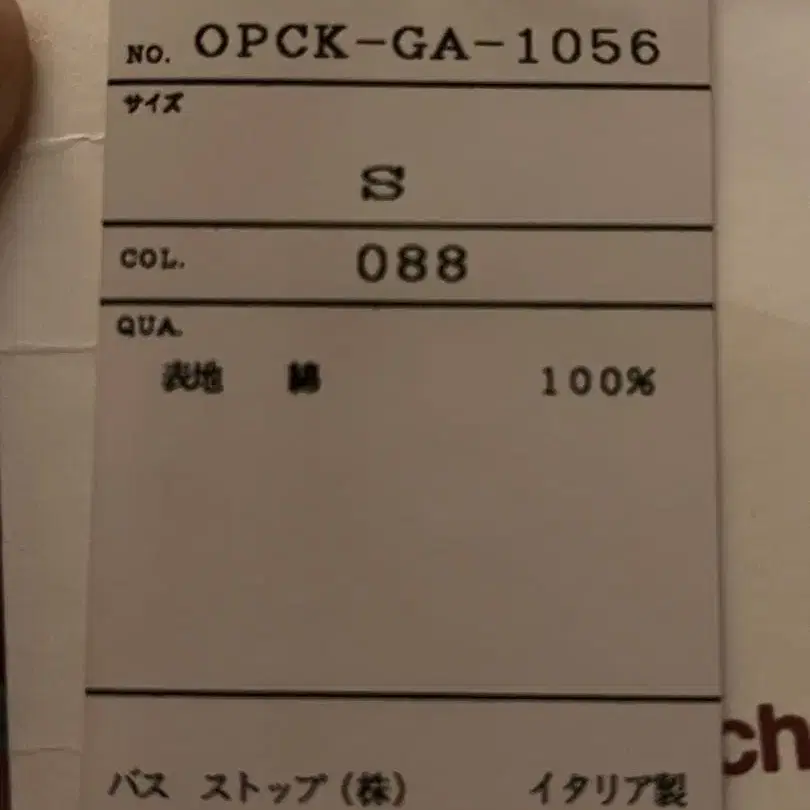 NO. OPCK-GA-1056
サイズ
S
COL. 088
QUA.
表地 綿 100%
バス ストップ(株) イタリア製
ch